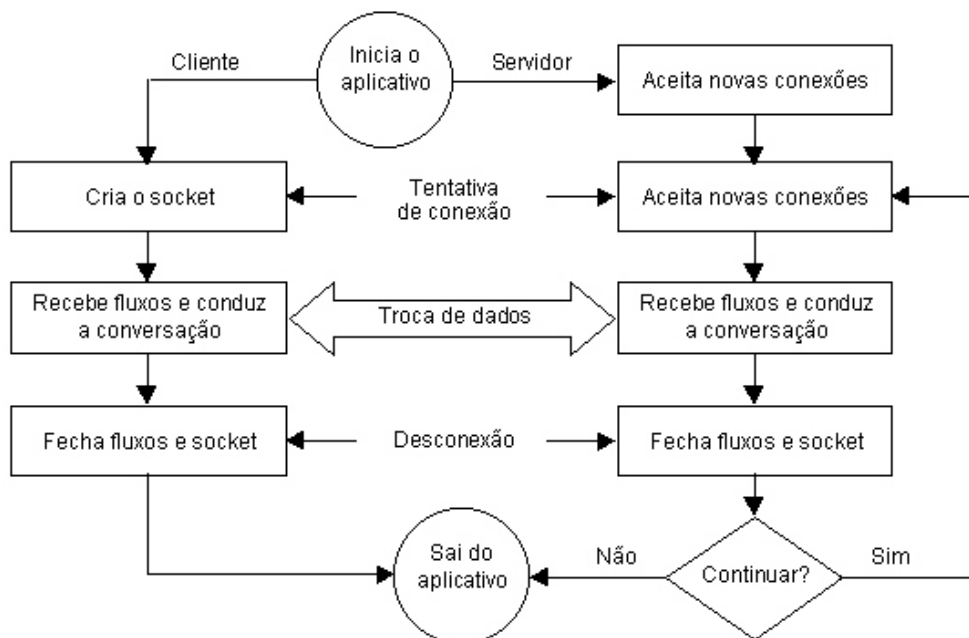 Inicia o
aplicativo
Cliente
Servidor
Aceita novas conexões
Cria o socket
Tentativa
de conexão
Aceita novas conexões
Recebe fluxos e conduz
a conversação
Troca de dados
Recebe fluxos e conduz
a conversação
Fecha fluxos e socket
Desconexão
Fecha fluxos e socket
Sai do
aplicativo
Não
Continuar?
Sim